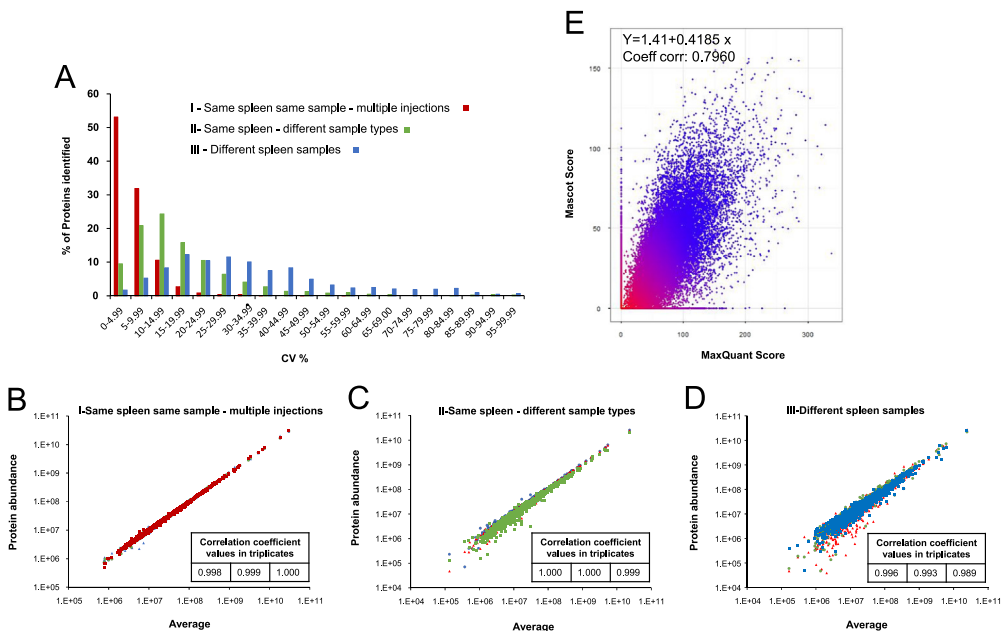 A
% of Proteins identified
60
50
40
30
20
10
0
I - Same spleen same sample - multiple injections
II- Same spleen - different sample types
III - Different spleen samples
0-4.99
5-9.99
10-14.99
15-19.99
20-24.99
25-29.99
30-34.99
35-39.99
40-44.99
45-49.99
50-54.99
55-59.99
60-64.99
65-69.00
70-74.99
75-79.99
80-84.99
85-89.99
90-94.99
95-99.99
CV %
E
Y=1.41+0.4185 x
Coeff corr: 0.7960
Mascot Score
150
100
50
0
0
100
200
300
MaxQuant Score
B
I-Same spleen same sample - multiple injections
Protein abundance
1.E+11
1.E+10
1.E+09
1.E+08
1.E+07
1.E+06
1.E+05
Correlation coefficient
values in triplicates
0.998 0.999 1.000
1.E+05 1.E+06 1.E+07 1.E+08 1.E+09 1.E+10 1.E+11
Average
C
II-Same spleen - different sample types
Protein abundance
1.E+11
1.E+10
1.E+09
1.E+08
1.E+07
1.E+06
1.E+05
1.E+04
Correlation coefficient
values in triplicates
1.000 1.000 0.999
1.E+04 1.E+05 1.E+06 1.E+07 1.E+08 1.E+09 1.E+10 1.E+11
Average
D
III-Different spleen samples
Protein abundance
1.E+11
1.E+10
1.E+09
1.E+08
1.E+07
1.E+06
1.E+05
1.E+04
Correlation coefficient
values in triplicates
0.996 0.993 0.989
1.E+04 1.E+05 1.E+06 1.E+07 1.E+08 1.E+09 1.E+10 1.E+11
Average